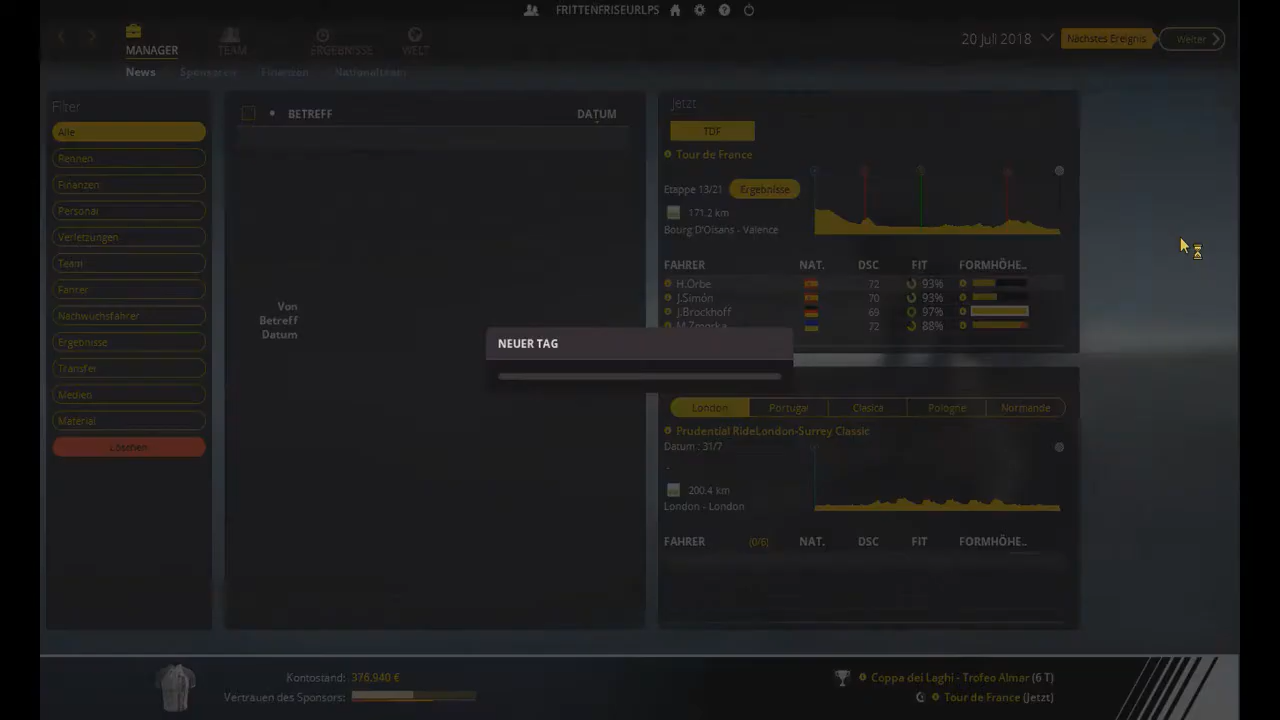 FRITTENFRISEURLPS
MANAGER TEAM ERGEBNISSE WELT
20 Juli 2018 Nächstes Ereignis Weiter
News Sponsoren Finanzen Nationalteam
Filter
Alle
Rennen
Finanzen
Personal
Verletzungen
Team
Fahrer
Nachwuchsfahrer
Ergebnisse
Transfer
Medien
Material
Löschen
BETREFF DATUM
Von
Betreff
Datum
NEUER TAG
Jetzt
TDF
Tour de France
Etappe 13/21 Ergebnisse
171.2 km
Bourg D'Oisans - Valence
FAHRER NAT. DSC FIT FORMHÖHE..
H.Orbe 72 93%
J.Simón 70 93%
J.Brockhoff 69 97%
72 88%
London Portugal Clasica Pologne Normandie
Prudential RideLondon-Surrey Classic
Datum : 31/7
.
200.4 km
London - London
FAHRER (0/6) NAT. DSC FIT FORMHÖHE..
Kontostand: 376,940 €
Vertrauen des Sponsors:
Coppa dei Laghi - Trofeo Almar (6 T)
Tour de France (Jetzt)